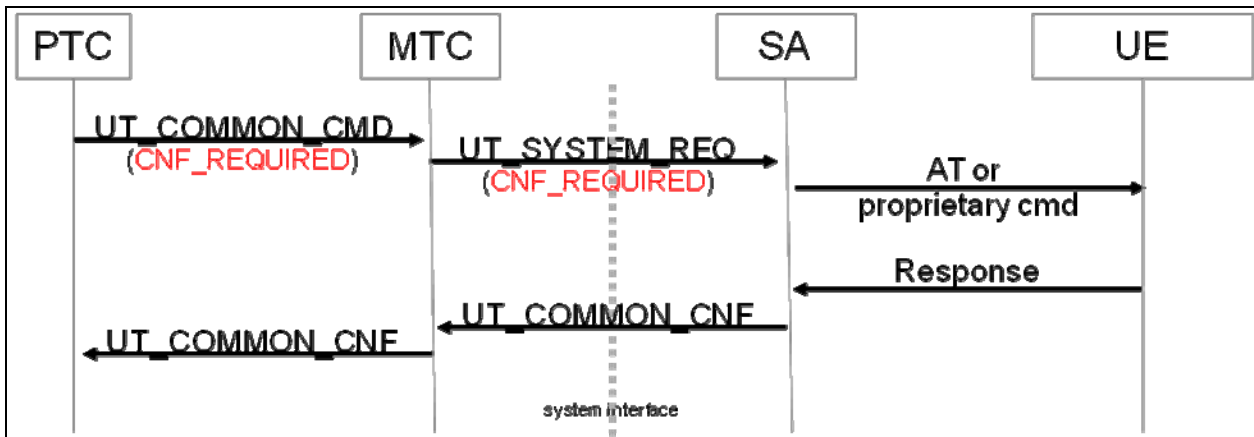 PTC MTC SA UE
UT_COMMON_CMD
(CNF_REQUIRED)
UT_SYSTEM_REQ
(CNF_REQUIRED)
AT or
proprietary cmd
Response
UT_COMMON_CNF
UT_COMMON_CNF
system interface